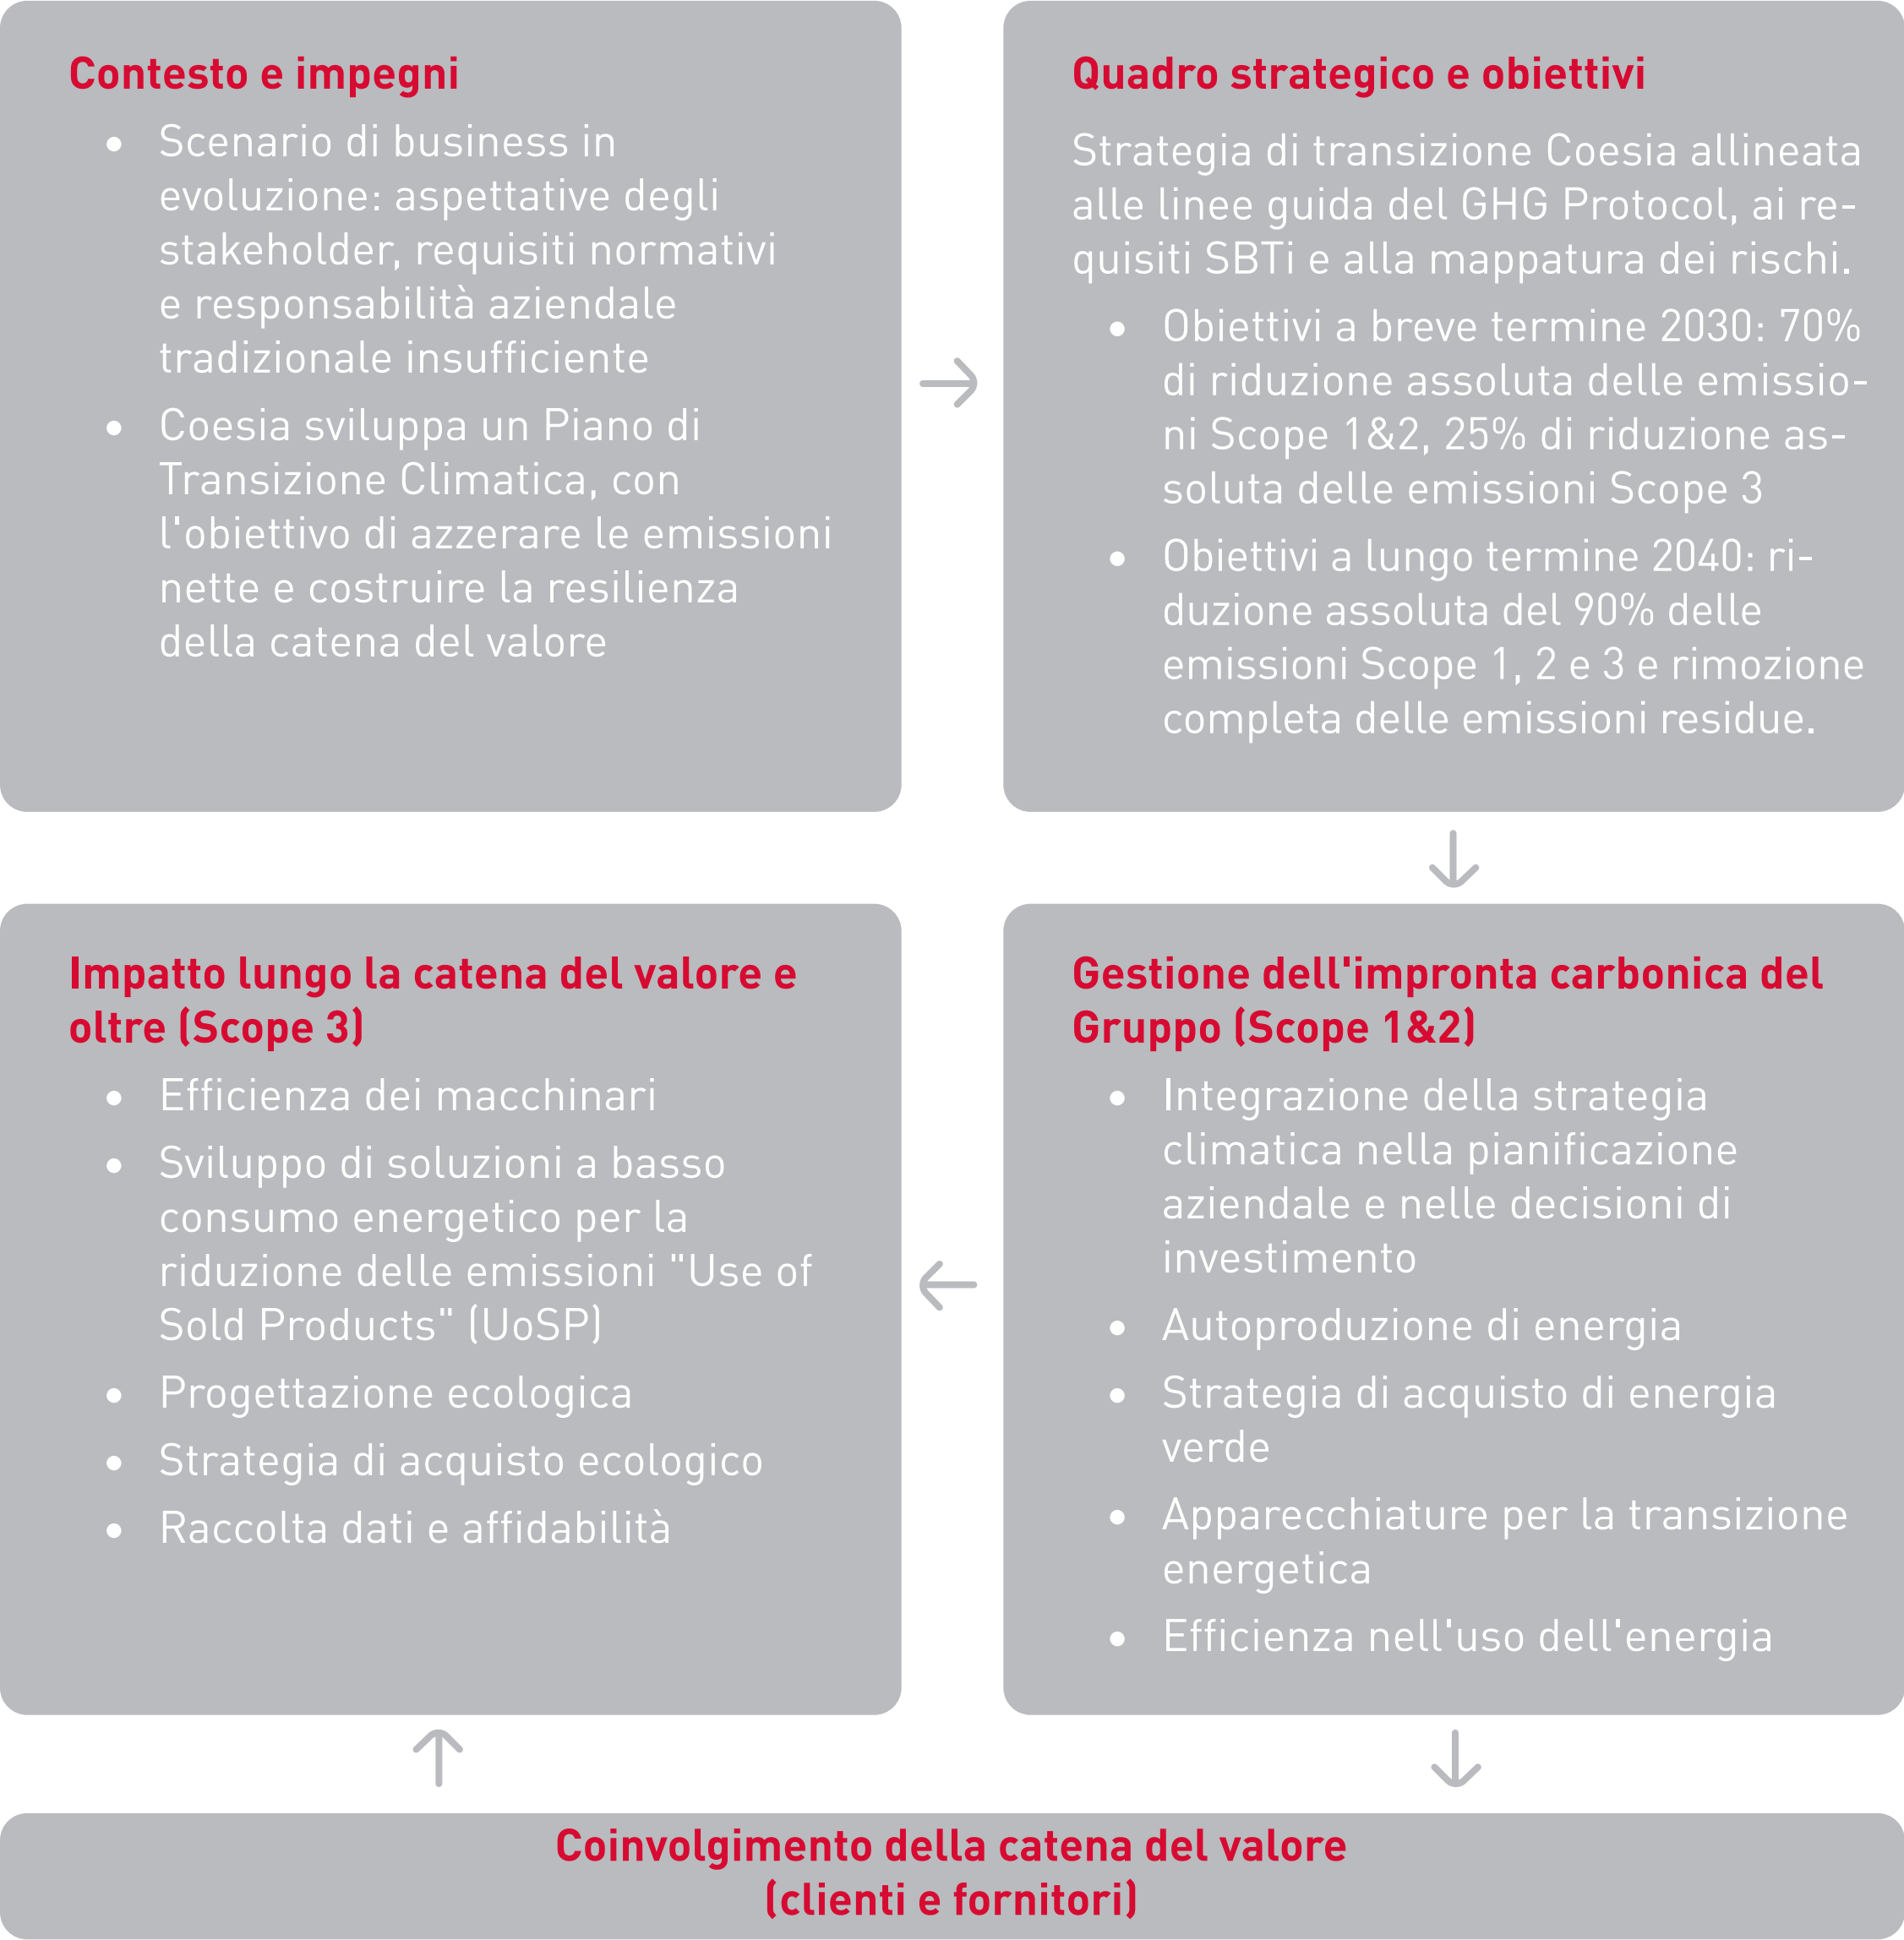 Contesto e impegni
• Scenario di business in
evoluzione: aspettative degli
stakeholder, requisiti normativi
e responsabilità aziendale
tradizionale insufficiente
• Coesia sviluppa un Piano di
Transizione Climatica, con
l'obiettivo di azzerare le emissioni
nette e costruire la resilienza
della catena del valore
Quadro strategico e obiettivi
Strategia di transizione Coesia allineata
alle linee guida del GHG Protocol, ai re-
quisiti SBTi e alla mappatura dei rischi.
• Obiettivi a breve termine 2030: 70%
di riduzione assoluta delle emissio-
ni Scope 1&2, 25% di riduzione as-
soluta delle emissioni Scope 3
• Obiettivi a lungo termine 2040: ri-
duzione assoluta del 90% delle
emissioni Scope 1, 2 e 3 e rimozione
completa delle emissioni residue.
Impatto lungo la catena del valore e
oltre (Scope 3)
• Efficienza dei macchinari
• Sviluppo di soluzioni a basso
consumo energetico per la
riduzione delle emissioni "Use of
Sold Products" (UoSP)
• Progettazione ecologica
• Strategia di acquisto ecologico
• Raccolta dati e affidabilità
Gestione dell'impronta carbonica del
Gruppo (Scope 1&2)
• Integrazione della strategia
climatica nella pianificazione
aziendale e nelle decisioni di
investimento
• Autoproduzione di energia
• Strategia di acquisto di energia
verde
• Apparecchiature per la transizione
energetica
• Efficienza nell'uso dell'energia
Coinvolgimento della catena del valore
(clienti e fornitori)